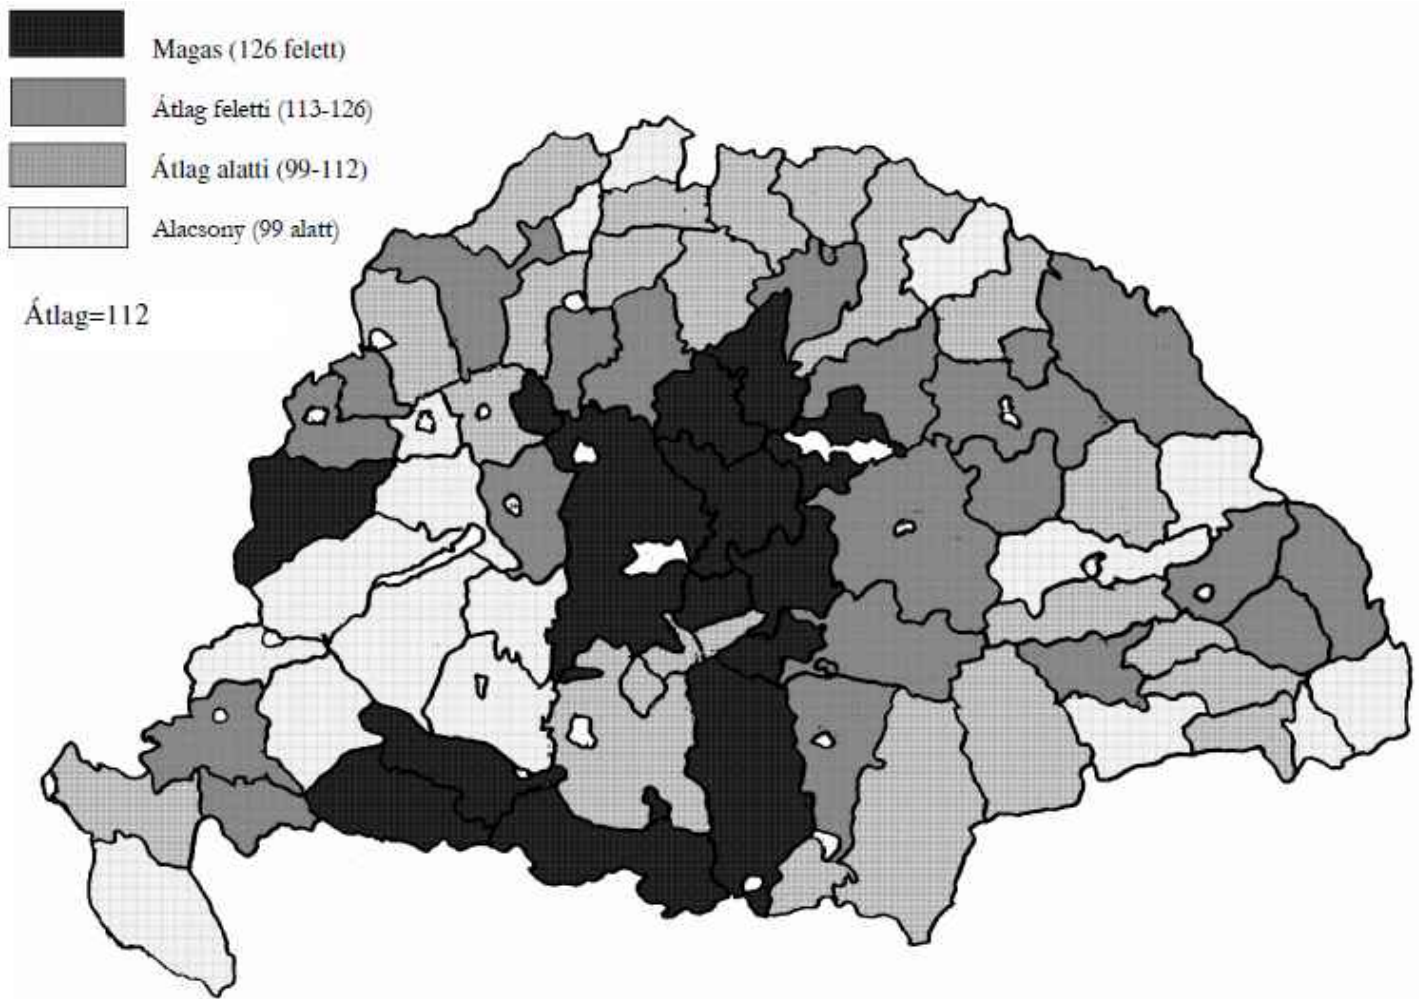 Magas (126 felett)
Átlag feletti (113-126)
Átlag alatti (99-112)
Alacsony (99 alatt)
Átlag=112